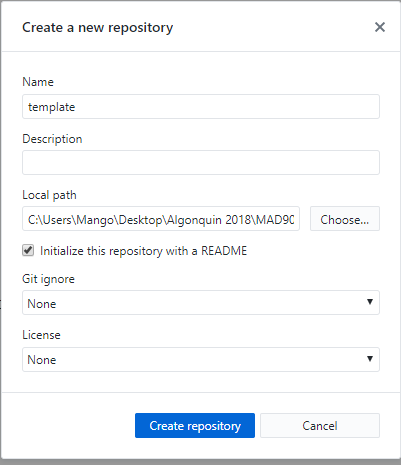 Create a new repository
Name
template
Description
Local path
C:\Users\Mango\Desktop\Algonquin 2018\MAD90
Choose...
Initialize this repository with a README
Git ignore
None
License
None
Create repository
Cancel